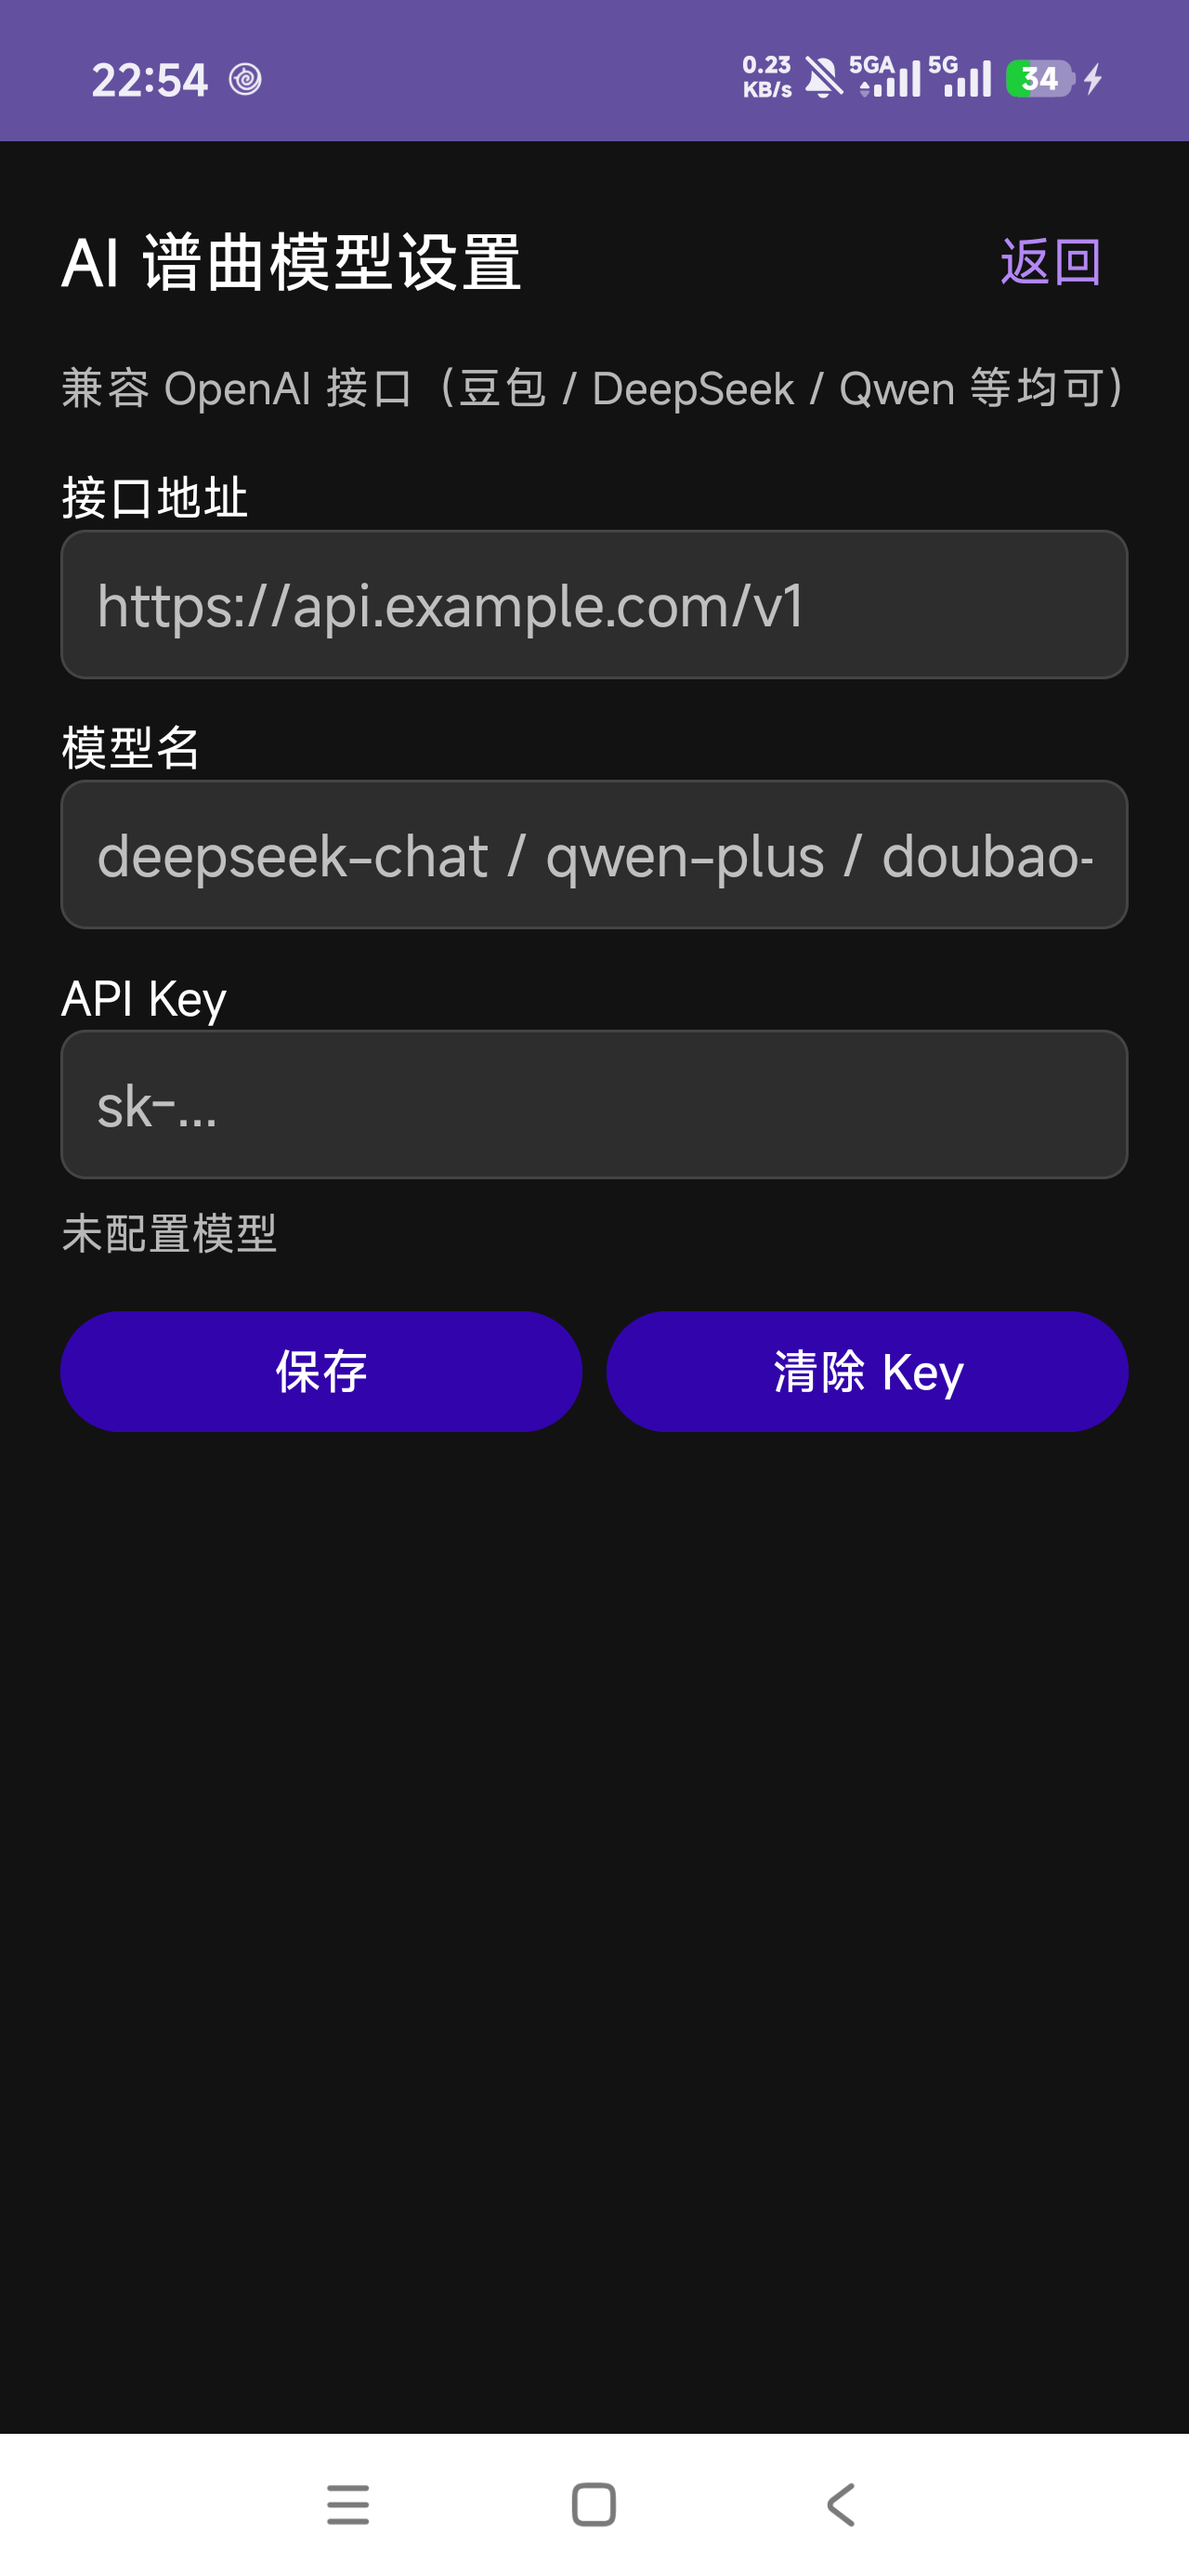 22:54
0.23 KB/s 5GA 5G 34
AI 谱曲模型设置
返回
兼容 OpenAI 接口（豆包 / DeepSeek / Qwen 等均可）
接口地址
https://api.example.com/v1
模型名
deepseek-chat / qwen-plus / doubao-
API Key
sk-...
未配置模型
保存
清除 Key